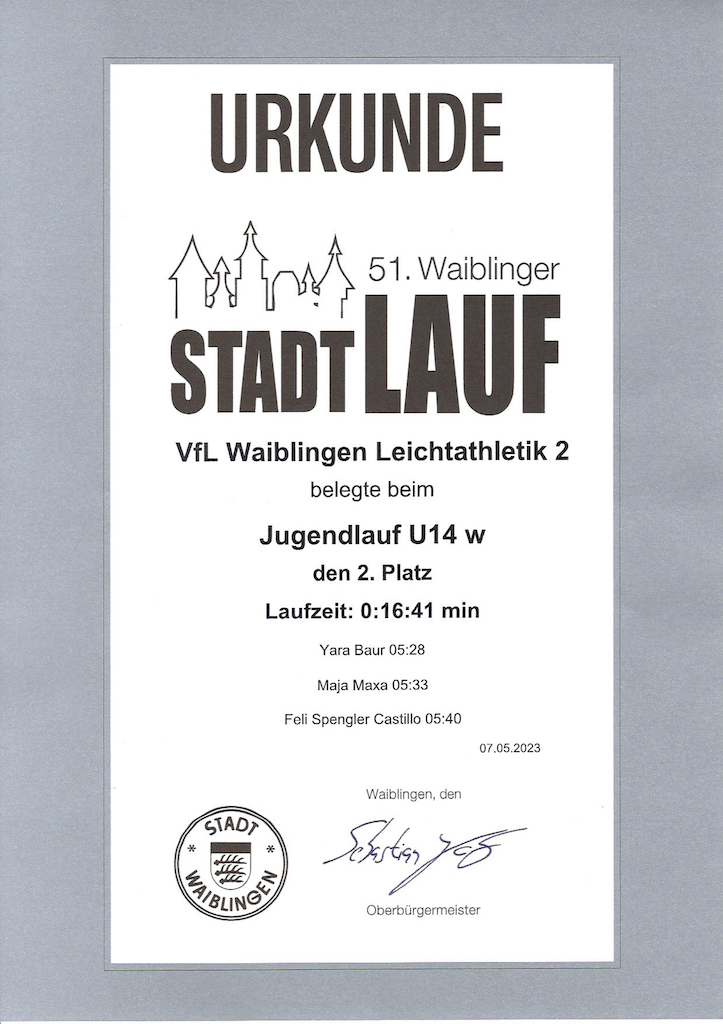 URKUNDE
51. Waiblinger
STADTLAUF
VfL Waiblingen Leichtathletik 2
belegte beim
Jugendlauf U14 w
den 2. Platz
Laufzeit: 0:16:41 min
Yara Baur 05:28
Maja Maxa 05:33
Feli Spengler Castillo 05:40
07.05.2023
Waiblingen, den
Sebastian
Oberbürgermeister
STADT
* *
WAIBLINGEN